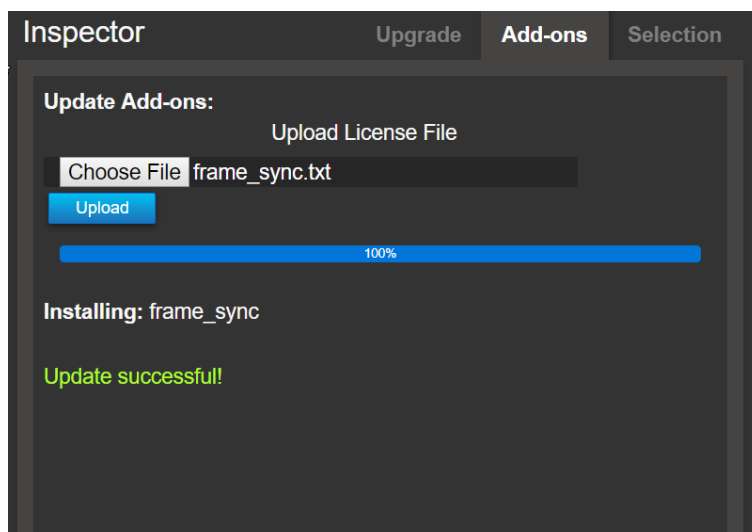 Inspector Upgrade Add-ons Selection
Update Add-ons:
Upload License File
Choose File frame_sync.txt
Upload
100%
Installing: frame_sync
Update successful!